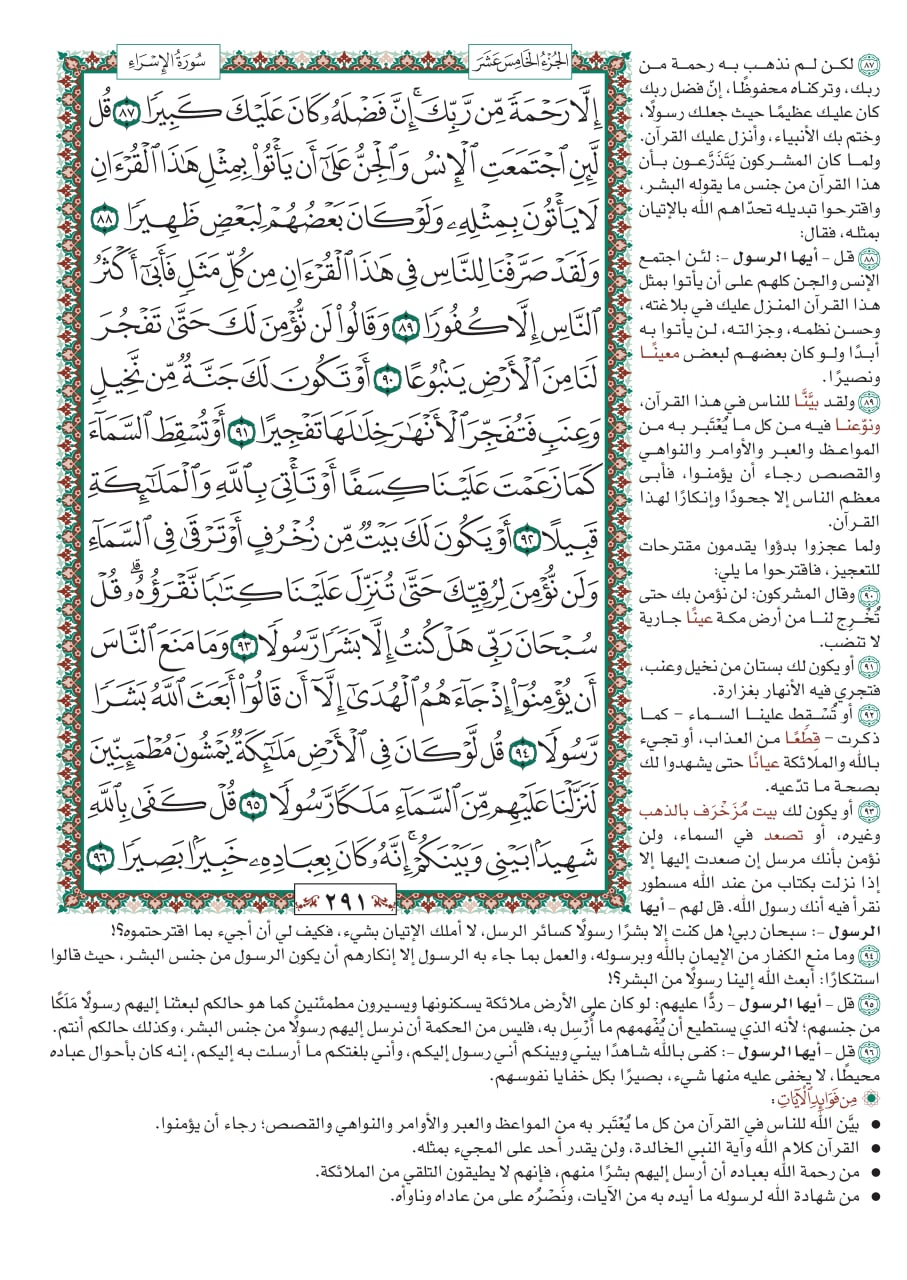 سُورَةُ الإِسْرَاءِ
الجُزْءُ الخَامِسَ عَشَرَ
إِلَّا رَحْمَةً مِّن رَّبِّكَ ۚ إِنَّ فَضْلَهُۥ كَانَ عَلَيْكَ كَبِيرًا ٨٧ قُل
لَّئِنِ ٱجْتَمَعَتِ ٱلْإِنسُ وَٱلْجِنُّ عَلَىٰٓ أَن يَأْتُوا۟ بِمِثْلِ هَٰذَا ٱلْقُرْءَانِ
لَا يَأْتُونَ بِمِثْلِهِۦ وَلَوْ كَانَ بَعْضُهُمْ لِبَعْضٍ ظَهِيرًا ٨٨
وَلَقَدْ صَرَّفْنَا لِلنَّاسِ فِى هَٰذَا ٱلْقُرْءَانِ مِن كُلِّ مَثَلٍ فَأَبَىٰٓ أَكْثَرُ
ٱلنَّاسِ إِلَّا كُفُورًا ٨٩ وَقَالُوا۟ لَن نُّؤْمِنَ لَكَ حَتَّىٰ تَفْجُرَ
لَنَا مِنَ ٱلْأَرْضِ يَنۢبُوعًا ٩٠ أَوْ تَكُونَ لَكَ جَنَّةٌ مِّن نَّخِيلٍ
وَعِنَبٍ فَتُفَجِّرَ ٱلْأَنْهَٰرَ خِلَٰلَهَا تَفْجِيرًا ٩١ أَوْ تُسْقِطَ ٱلسَّمَآءَ
كَمَا زَعَمْتَ عَلَيْنَا كِسَفًا أَوْ تَأْتِىَ بِٱللَّهِ وَٱلْمَلَٰٓئِكَةِ
قَبِيلًا ٩٢ أَوْ يَكُونَ لَكَ بَيْتٌ مِّن زُخْرُفٍ أَوْ تَرْقَىٰ فِى ٱلسَّمَآءِ
وَلَن نُّؤْمِنَ لِرُقِيِّكَ حَتَّىٰ تُنَزِّلَ عَلَيْنَا كِتَٰبًا نَّقْرَؤُهُۥ ۗ قُلْ
سُبْحَانَ رَبِّى هَلْ كُنتُ إِلَّا بَشَرًا رَّسُولًا ٩٣ وَمَا مَنَعَ ٱلنَّاسَ
أَن يُؤْمِنُوٓا۟ إِذْ جَآءَهُمُ ٱلْهُدَىٰٓ إِلَّآ أَن قَالُوٓا۟ أَبَعَثَ ٱللَّهُ بَشَرًا
رَّسُولًا ٩٤ قُل لَّوْ كَانَ فِى ٱلْأَرْضِ مَلَٰٓئِكَةٌ يَمْشُونَ مُطْمَئِنِّينَ
لَنَزَّلْنَا عَلَيْهِم مِّنَ ٱلسَّمَآءِ مَلَكًا رَّسُولًا ٩٥ قُلْ كَفَىٰ بِٱللَّهِ
شَهِيدًۢا بَيْنِى وَبَيْنَكُمْ ۚ إِنَّهُۥ كَانَ بِعِبَادِهِۦ خَبِيرًۢا بَصِيرًا ٩٦
٢٩١
٨٧ لكن لم نذهب به رحمة من
ربك، وتركناه محفوظًا، إنّ فضل ربك
كان عليك عظيمًا حيث جعلك رسولًا،
وختم بك الأنبياء، وأنزل عليك القرآن.
ولما كان المشركون يَتَذَرَّعون بأن
هذا القرآن من جنس ما يقوله البشر،
واقترحوا تبديله تحدّاهم الله بالإتيان
بمثله، فقال:
٨٨ قل – أيها الرسول –: لئن اجتمع
الإنس والجن كلهم على أن يأتوا بمثل
هذا القرآن المنزل عليك في بلاغته،
وحسن نظمه، وجزالته، لن يأتوا به
أبدًا ولو كان بعضهم لبعض معينًا
ونصيرًا.
٨٩ ولقد بيَّنَّا للناس في هذا القرآن،
ونوّعنا فيه من كل ما يُعْتَبر به من
المواعظ والعبر والأوامر والنواهي
والقصص رجاء أن يؤمنوا، فأبى
معظم الناس إلا جحودًا وإنكارًا لهذا
القرآن.
ولما عجزوا بدؤوا يقدمون مقترحات
للتعجيز، فاقترحوا ما يلي:
٩٠ وقال المشركون: لن نؤمن بك حتى
تُخْرِج لنا من أرض مكة عينًا جارية
لا تنضب.
٩١ أو يكون لك بستان من نخيل وعنب،
فتجري فيه الأنهار بغزارة.
٩٢ أو تُسْقِط علينا السماء – كما
ذكرت – قِطَعًا من العذاب، أو تجيء
بالله والملائكة عيانًا حتى يشهدوا لك
بصحة ما تدّعيه.
٩٣ أو يكون لك بيت مُزَخْرَف بالذهب
وغيره، أو تصعد في السماء، ولن
نؤمن بأنك مرسل إن صعدت إليها إلا
إذا نزلت بكتاب من عند الله مسطور
نقرأ فيه أنك رسول الله. قل لهم – أيها
الرسول –: سبحان ربي! هل كنت إلا بشرًا رسولًا كسائر الرسل، لا أملك الإتيان بشيء، فكيف لي أن أجيء بما اقترحتموه؟!
٩٤ وما منع الكفار من الإيمان بالله وبرسوله، والعمل بما جاء به الرسول إلا إنكارهم أن يكون الرسول من جنس البشر، حيث قالوا
استنكارًا: أبعث الله إلينا رسولًا من البشر؟!
٩٥ قل – أيها الرسول – ردًّا عليهم: لو كان على الأرض ملائكة يسكنونها ويسيرون مطمئنين كما هو حالكم لبعثنا إليهم رسولًا مَلَكًا
من جنسهم؛ لأنه الذي يستطيع أن يُفْهمهم ما أُرْسِل به، فليس من الحكمة أن نرسل إليهم رسولًا من جنس البشر، وكذلك حالكم أنتم.
٩٦ قل – أيها الرسول –: كفى بالله شاهدًا بيني وبينكم أني رسول إليكم، وأني بلغتكم ما أرسلت به إليكم، إنه كان بأحوال عباده
محيطًا، لا يخفى عليه منها شيء، بصيرًا بكل خفايا نفوسهم.
مِن فَوَائِدِ الآيَاتِ:
• بيَّن الله للناس في القرآن من كل ما يُعْتَبر به من المواعظ والعبر والأوامر والنواهي والقصص؛ رجاء أن يؤمنوا.
• القرآن كلام الله وآية النبي الخالدة، ولن يقدر أحد على المجيء بمثله.
• من رحمة الله بعباده أن أرسل إليهم بشرًا منهم، فإنهم لا يطيقون التلقي من الملائكة.
• من شهادة الله لرسوله ما أيده به من الآيات، ونَصْرُه على من عاداه وناوأه.